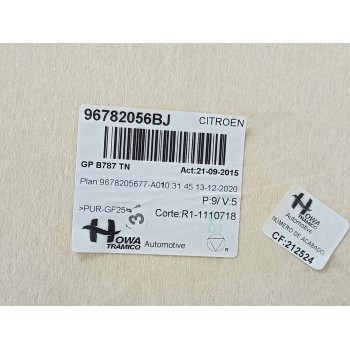 96782056BJ CITROEN
GP B787 TN Act:21-09-2015
Plan 9678205677-A010 31 45 13-12-2020
P:9/ V:5
>PUR-GF25< Corte:R1-1110718
HOWA
TRAMICO Automotive
R
HOWA
TRAMICO
Automotive
NÚMERO DE ACABADO
CF:212524